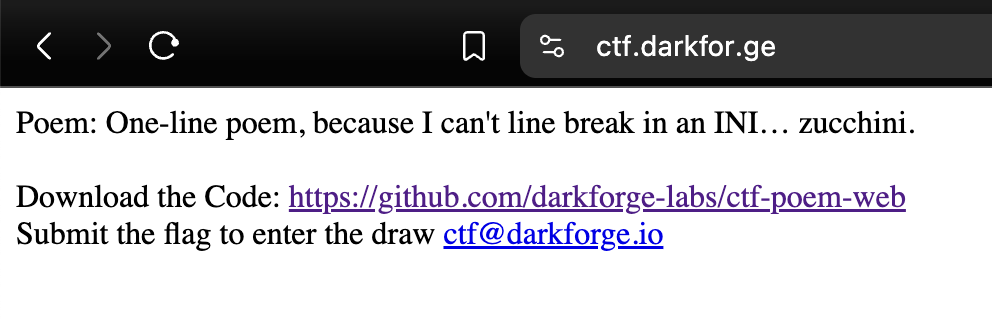 ctf.darkfor.ge
Poem: One-line poem, because I can't line break in an INI… zucchini.
Download the Code: https://github.com/darkforge-labs/ctf-poem-web
Submit the flag to enter the draw ctf@darkforge.io